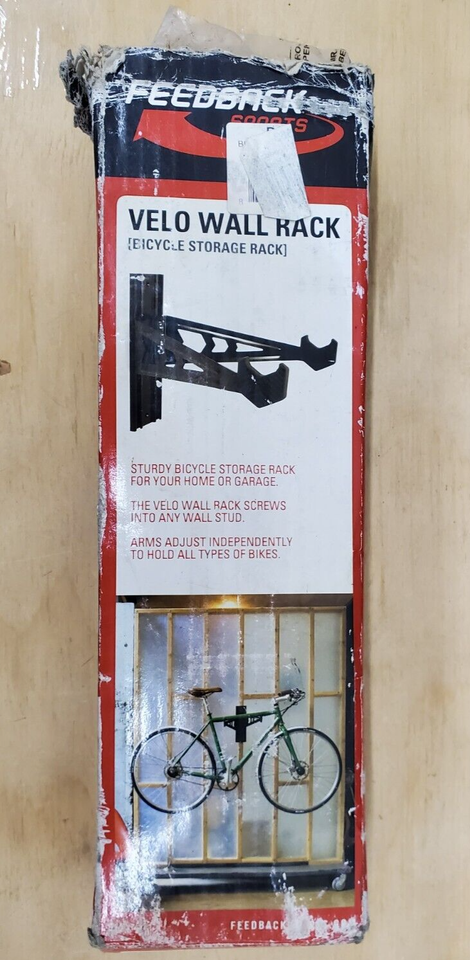 FEEDBACK
SPORTS
VELO WALL RACK
[BICYCLE STORAGE RACK]
STURDY BICYCLE STORAGE RACK
FOR YOUR HOME OR GARAGE.
THE VELO WALL RACK SCREWS
INTO ANY WALL STUD.
ARMS ADJUST INDEPENDENTLY
TO HOLD ALL TYPES OF BIKES.
FEEDBACK